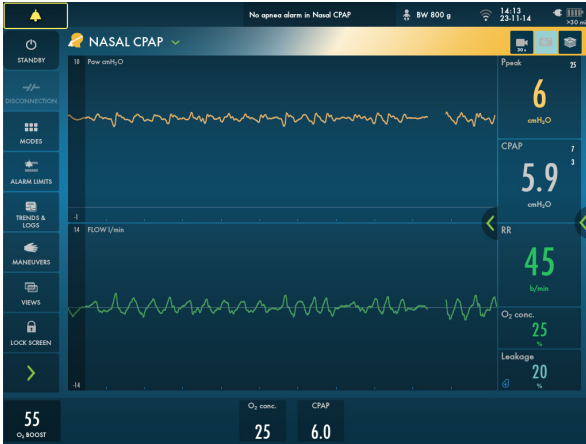 No apnea alarm in Nasal CPAP
BW 800 g
14:13
23-11-14
>30 mi
STANDBY
NASAL CPAP
30 s
DISCONNECTION
MODES
ALARM LIMITS
TRENDS &
LOGS
MANEUVERS
VIEWS
LOCK SCREEN
10 Paw cmH₂O
-1
14 FLOW l/min
-14
Ppeak 25
6
cmH₂O
CPAP 7
3
5.9
cmH₂O
RR
45
b/min
O₂ conc.
25
%
Leakage
20
%
55
O₂ BOOST
O₂ conc.
25
CPAP
6.0